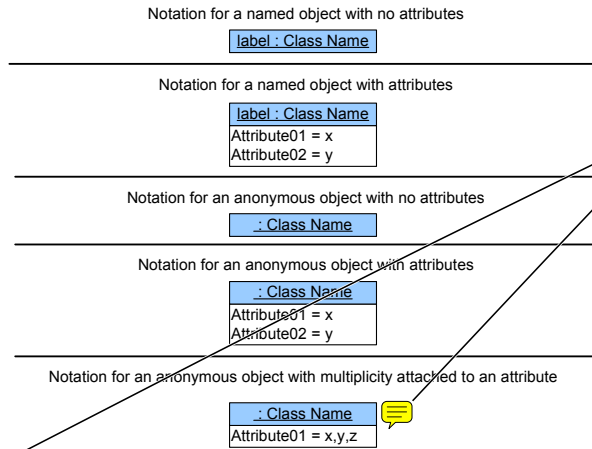 Notation for a named object with no attributes
label : Class Name
Notation for a named object with attributes
label : Class Name
Attribute01 = x
Attribute02 = y
Notation for an anonymous object with no attributes
: Class Name
Notation for an anonymous object with attributes
: Class Name
Attribute01 = x
Attribute02 = y
Notation for an anonymous object with multiplicity attached to an attribute
: Class Name
Attribute01 = x,y,z